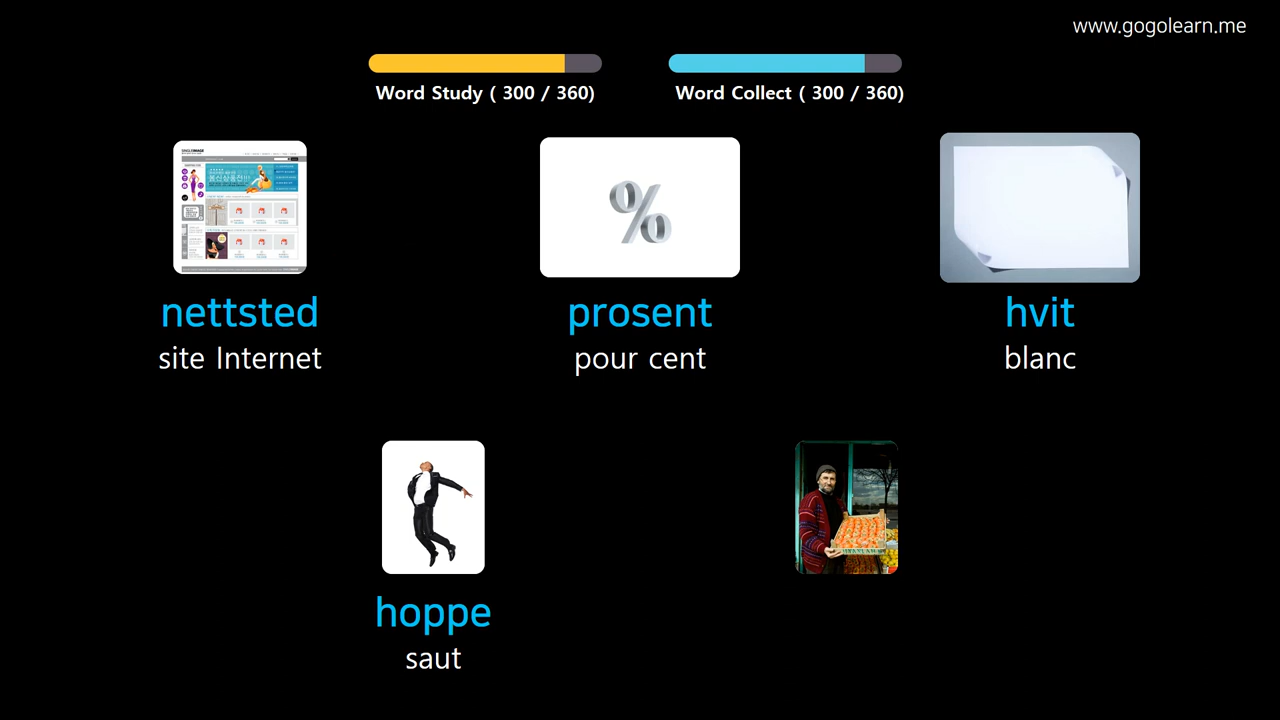 www.gogolearn.me
Word Study ( 300 / 360)
Word Collect ( 300 / 360)
nettsted
prosent
hvit
site Internet
pour cent
blanc
hoppe
saut